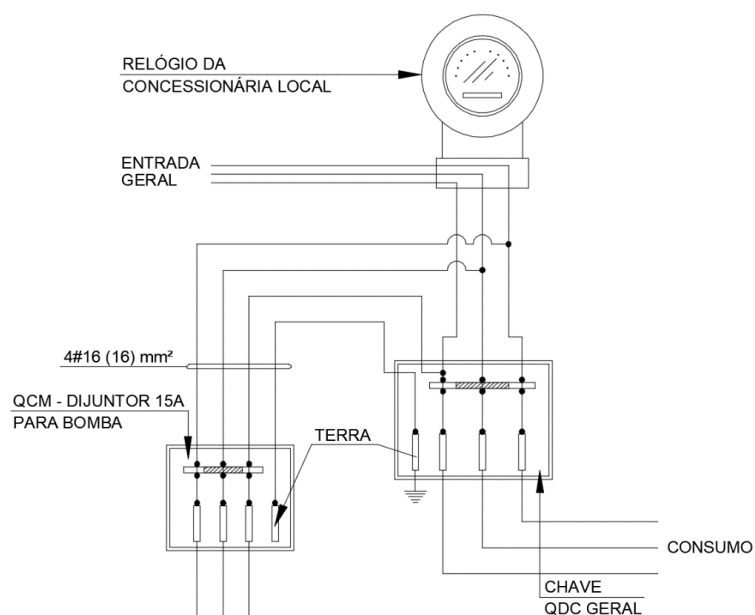 RELÓGIO DA
CONCESSIONÁRIA LOCAL
ENTRADA
GERAL
4#16 (16) mm²
QCM - DIJUNTOR 15A
PARA BOMBA
TERRA
CONSUMO
CHAVE
QDC GERAL